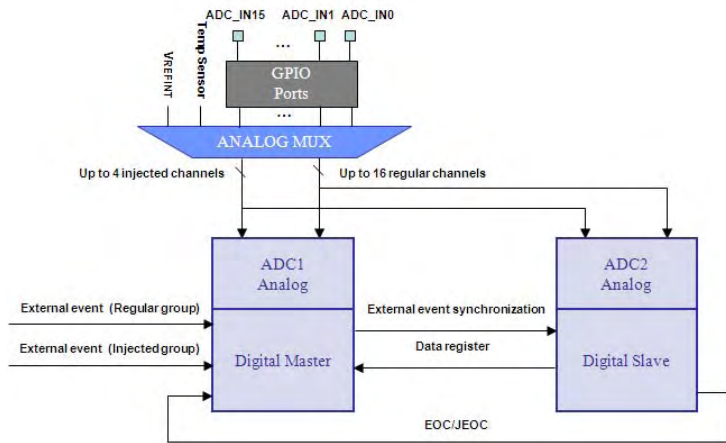 ADC_IN15
ADC_IN1
ADC_IN0
...
VREFINT
Temp Sensor
GPIO
Ports
...
ANALOG MUX
Up to 4 injected channels
Up to 16 regular channels
ADC1
Analog
ADC2
Analog
External event (Regular group)
External event synchronization
External event (Injected group)
Digital Master
Data register
Digital Slave
EOC/JEOC